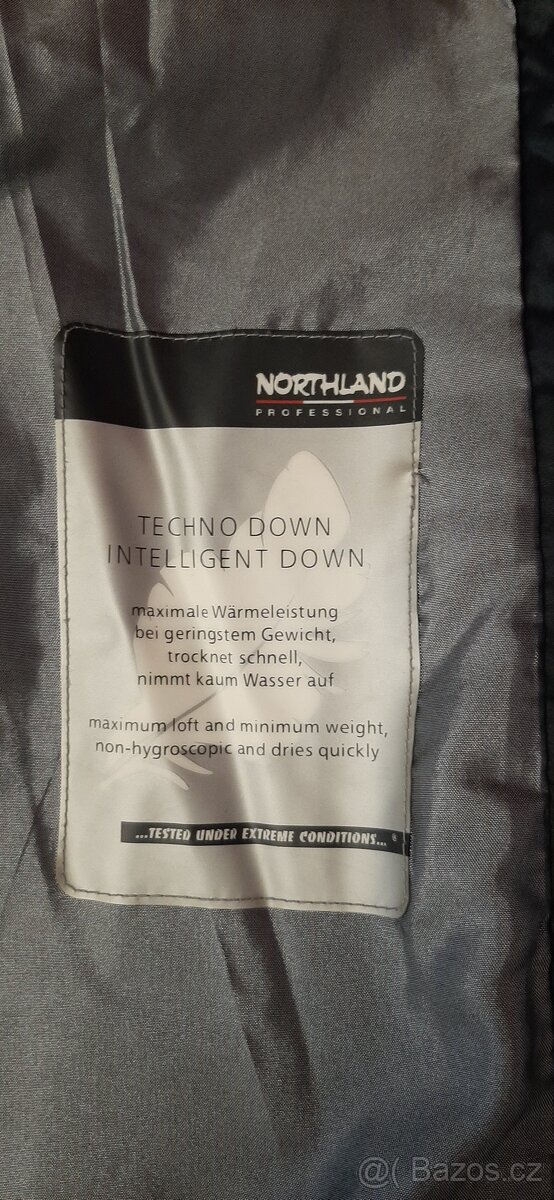 NORTHLAND
PROFESSIONAL
TECHNO DOWN
INTELLIGENT DOWN
maximale Wärmeleistung
bei geringstem Gewicht,
trocknet schnell,
nimmt kaum Wasser auf
maximum loft and minimum weight,
non-hygroscopic and dries quickly
...TESTED UNDER EXTREME CONDITIONS... ®
@( Bazos.cz